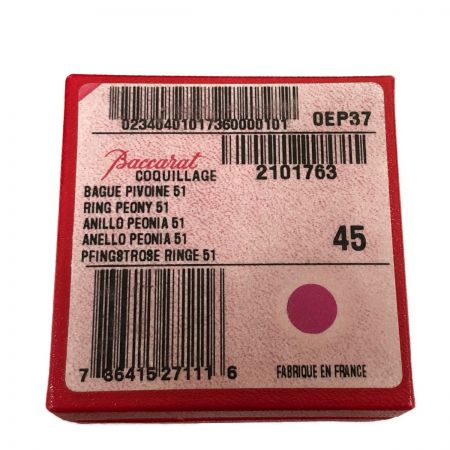 02340401017360000101
0EP37
Baccarat
COQUILLAGE
2101763
BAGUE PIVOINE 51
RING PEONY 51
ANILLO PEONIA 51
ANELLO PEONIA 51
PFINGSTROSE RINGE 51
45
7 36415 27111 6
FABRIQUE EN FRANCE